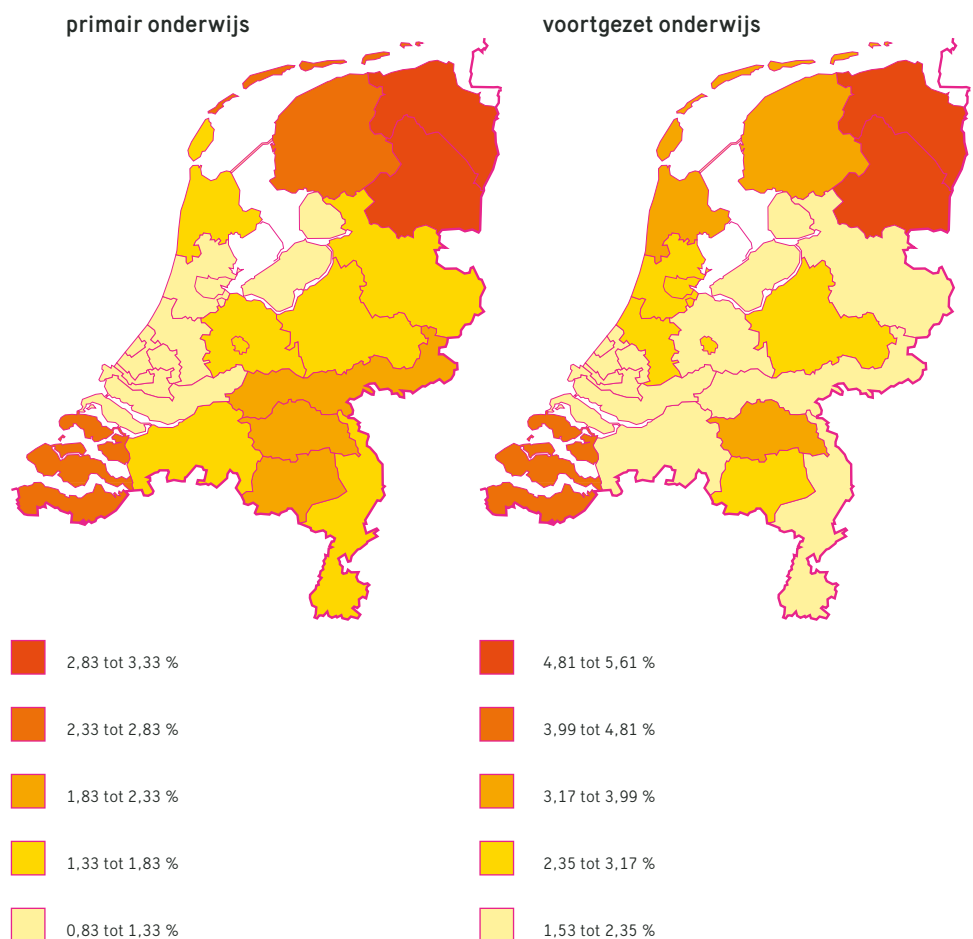 primair onderwijs
voortgezet onderwijs
2,83 tot 3,33 %
4,81 tot 5,61 %
2,33 tot 2,83 %
3,99 tot 4,81 %
1,83 tot 2,33 %
3,17 tot 3,99 %
1,33 tot 1,83 %
2,35 tot 3,17 %
0,83 tot 1,33 %
1,53 tot 2,35 %